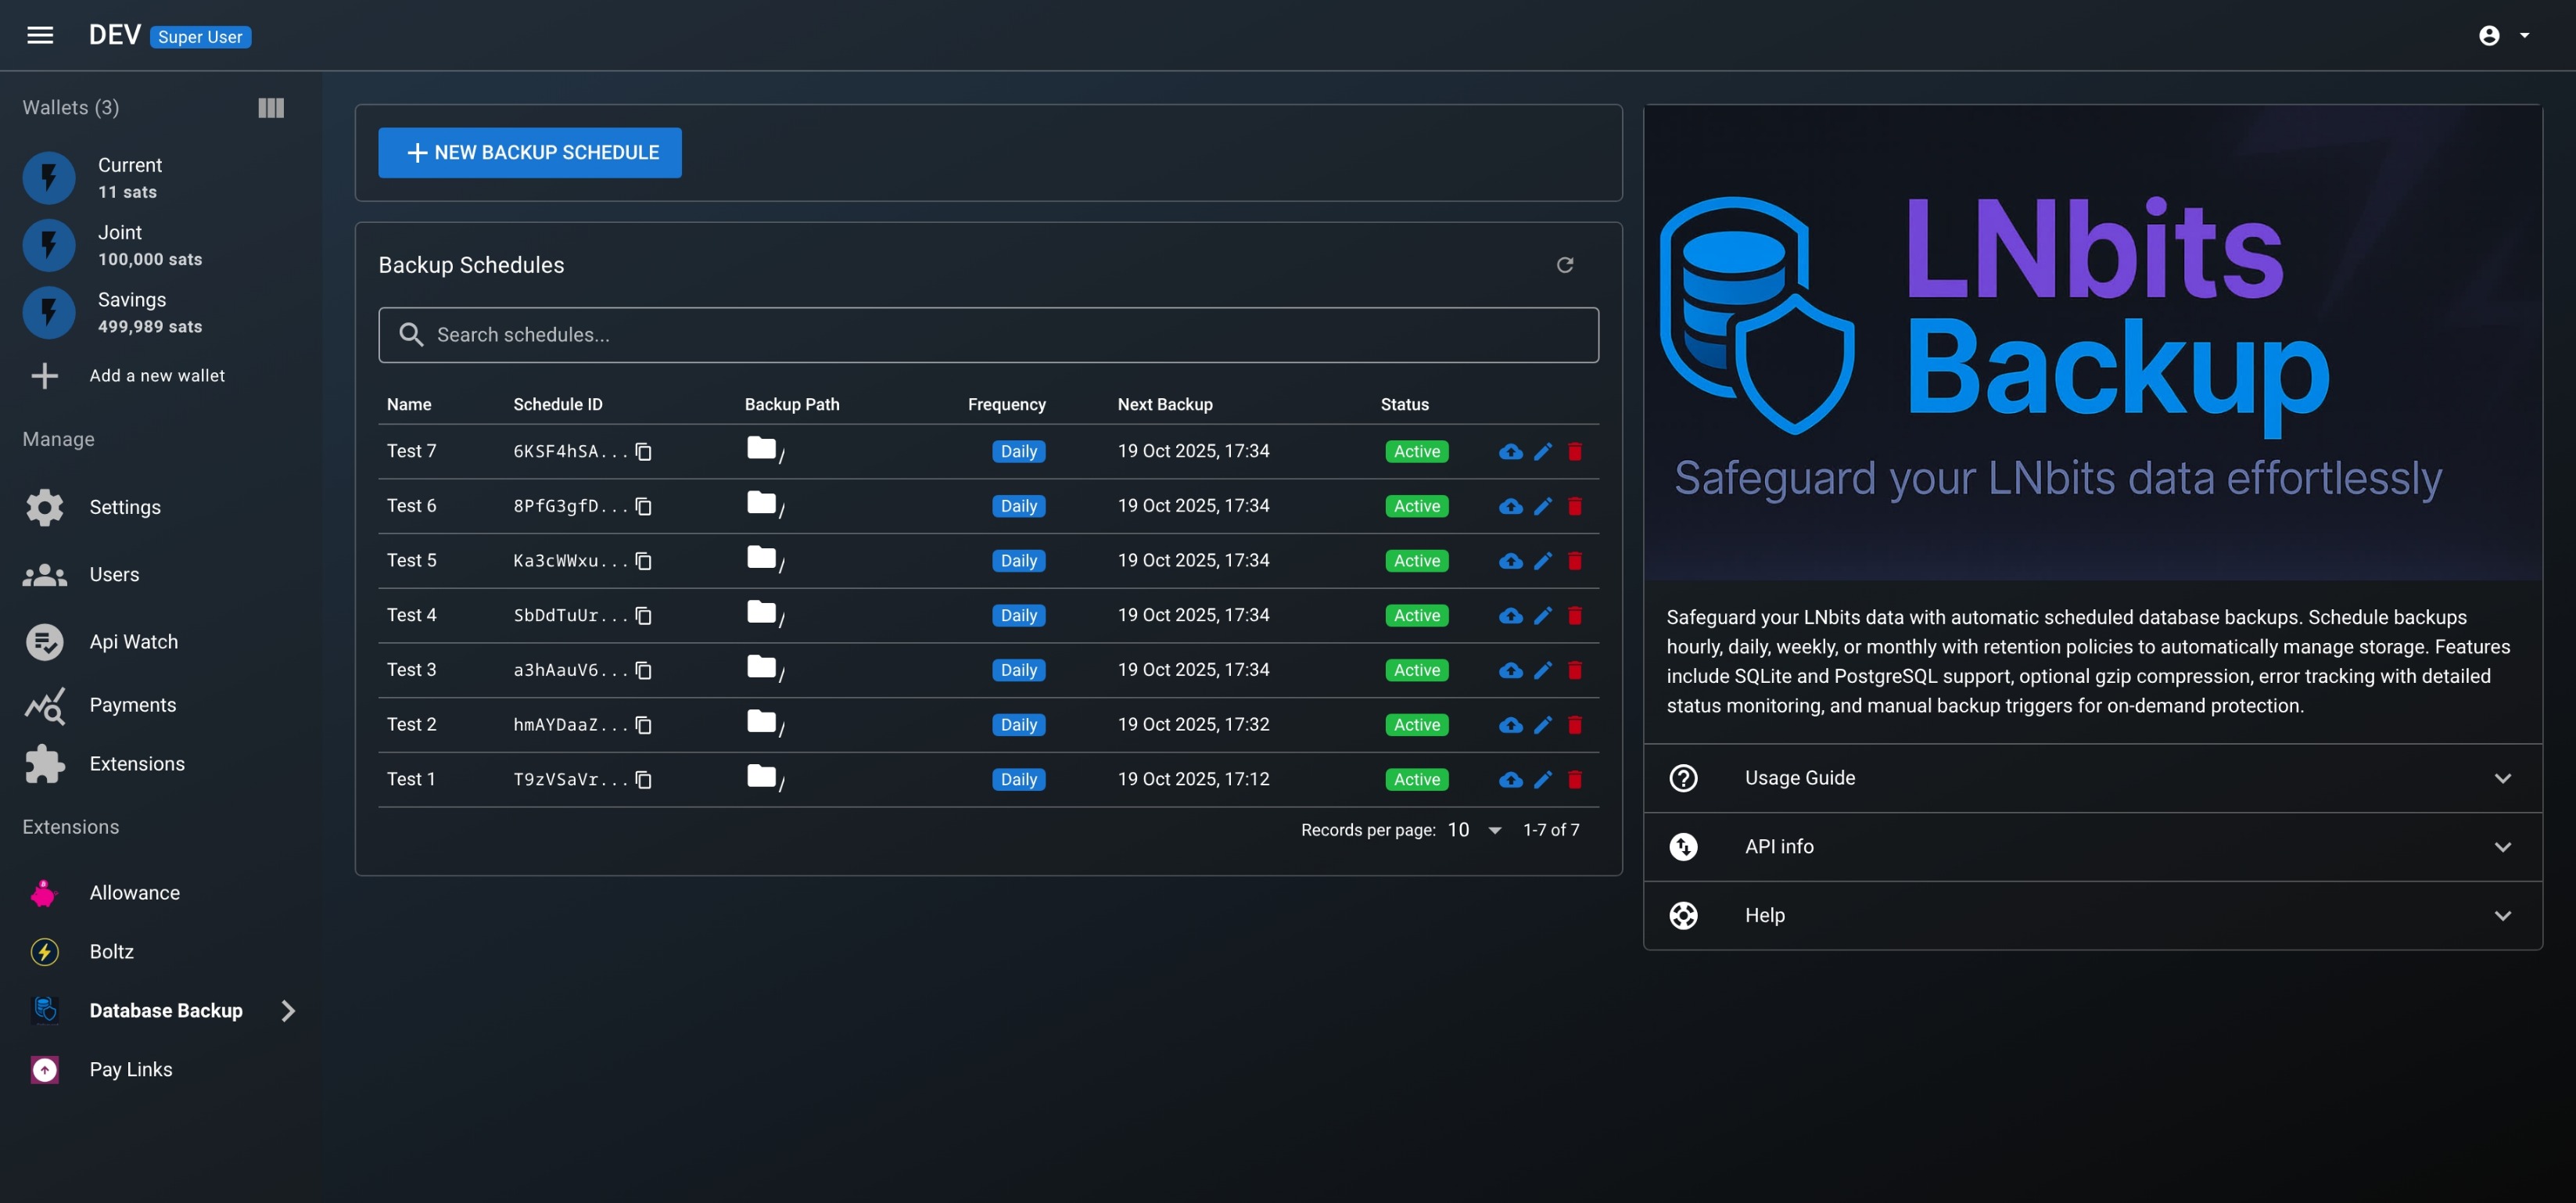 DEV Super User
Wallets (3)
Current
11 sats
Joint
100,000 sats
Savings
499,989 sats
Add a new wallet
Manage
Settings
Users
Api Watch
Payments
Extensions
Extensions
Allowance
Boltz
Database Backup
Pay Links
NEW BACKUP SCHEDULE
Backup Schedules
Search schedules...
Name Schedule ID Backup Path Frequency Next Backup Status
Test 7 6KSF4hSA... / Daily 19 Oct 2025, 17:34 Active
Test 6 8PfG3gfD... / Daily 19 Oct 2025, 17:34 Active
Test 5 Ka3cWWxu... / Daily 19 Oct 2025, 17:34 Active
Test 4 SbDdTuUr... / Daily 19 Oct 2025, 17:34 Active
Test 3 a3hAauV6... / Daily 19 Oct 2025, 17:34 Active
Test 2 hmAYDaaZ... / Daily 19 Oct 2025, 17:32 Active
Test 1 T9zVSaVr... / Daily 19 Oct 2025, 17:12 Active
Records per page: 10 1-7 of 7
LNbits
Backup
Safeguard your LNbits data effortlessly
Safeguard your LNbits data with automatic scheduled database backups. Schedule backups
hourly, daily, weekly, or monthly with retention policies to automatically manage storage. Features
include SQLite and PostgreSQL support, optional gzip compression, error tracking with detailed
status monitoring, and manual backup triggers for on-demand protection.
Usage Guide
API info
Help